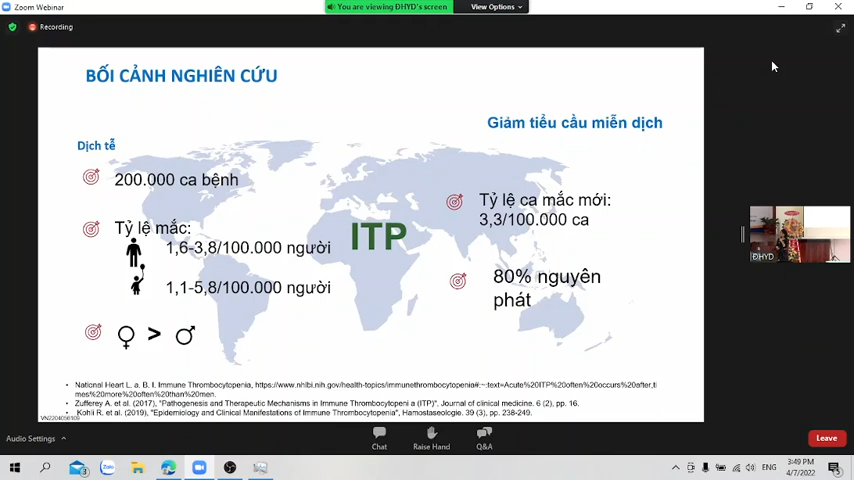 Zoom Webinar
You are viewing ĐHYD's screen
View Options
Recording
BỐI CẢNH NGHIÊN CỨU
Giảm tiểu cầu miễn dịch
Dịch tễ
200.000 ca bệnh
Tỷ lệ mắc:
1,6-3,8/100.000 người
1,1-5,8/100.000 người
ITP
Tỷ lệ ca mắc mới:
3,3/100.000 ca
80% nguyên
phát
♀ > ♂
• National Heart L. a. B. I. Immune Thrombocytopenia, https://www.nhlbi.nih.gov/health-topics/immunethrombocytopenia#:~:text=Acute%20ITP%20often%20occurs%20after,ti
mes%20more%20often%20than%20men.
• Zufferey A. et al. (2017), "Pathogenesis and Therapeutic Mechanisms in Immune Thrombocytopeni a (ITP)", Journal of clinical medicine. 6 (2), pp. 16.
• Kohli R. et al. (2019), "Epidemiology and Clinical Manifestations of Immune Thrombocytopenia", Hamostaseologie. 39 (3), pp. 238-249.
ĐHYD
Audio Settings
Chat
Raise Hand
Q&A
Leave
Zalo
ENG
3:49 PM
4/7/2022